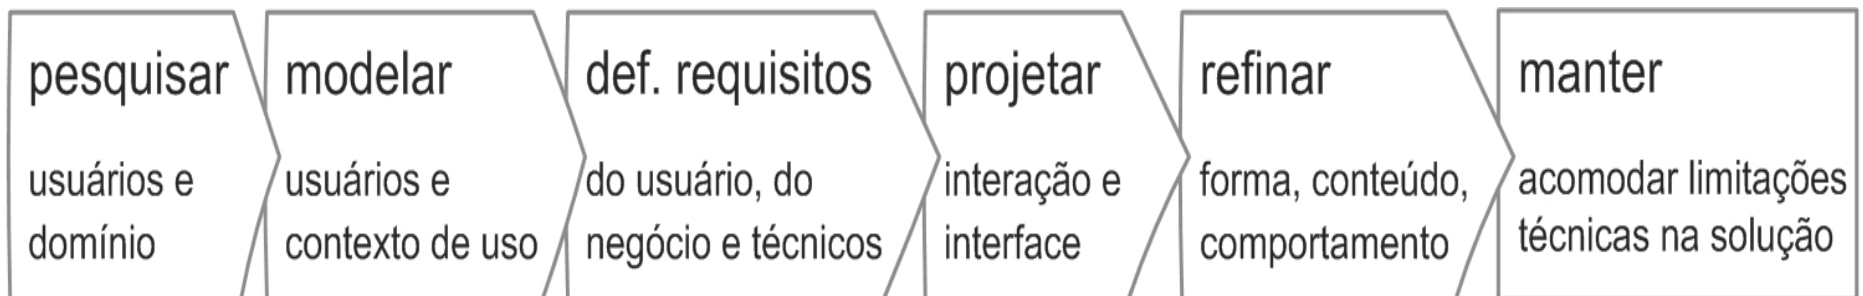 pesquisar
usuários e
domínio
modelar
usuários e
contexto de uso
def. requisitos
do usuário, do
negócio e técnicos
projetar
interação e
interface
refinar
forma, conteúdo,
comportamento
manter
acomodar limitações
técnicas na solução